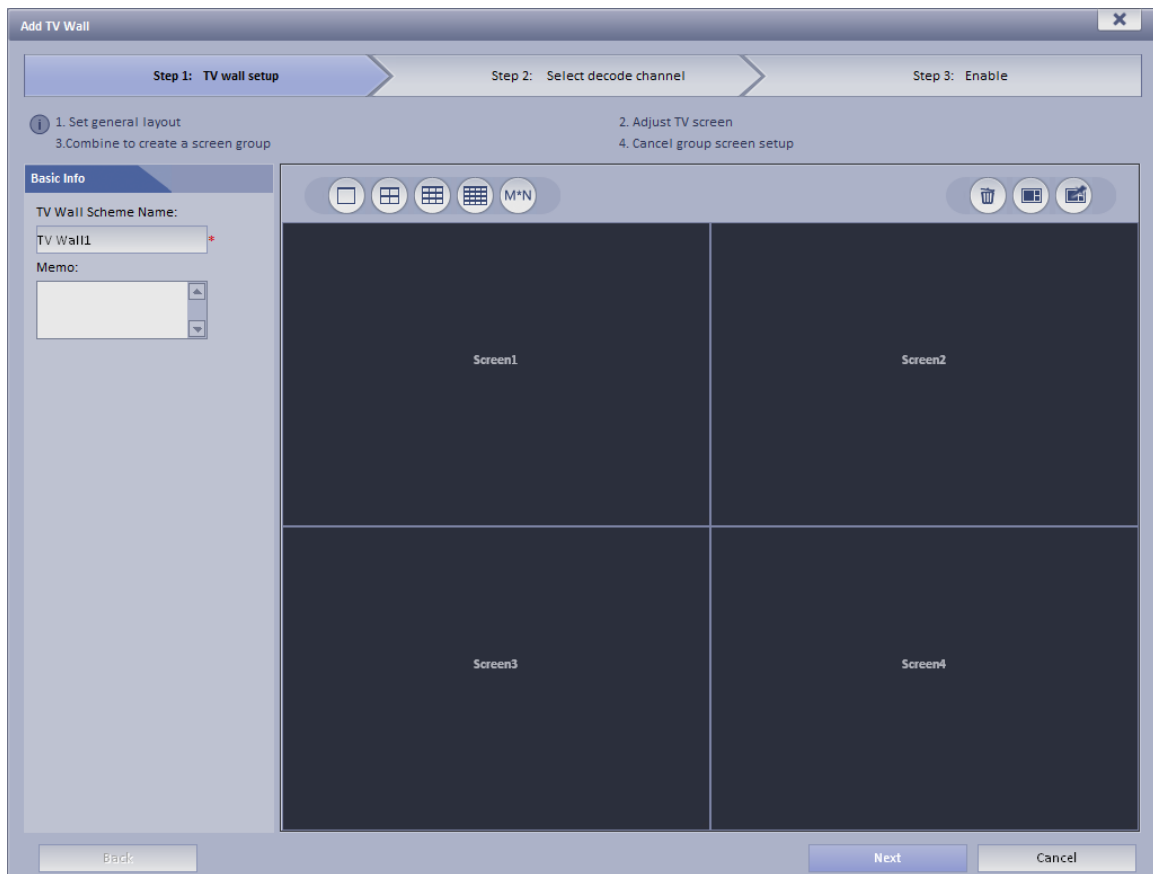 Add TV Wall
Step 1: TV wall setup
Step 2: Select decode channel
Step 3: Enable
1. Set general layout
2. Adjust TV screen
3.Combine to create a screen group
4. Cancel group screen setup
Basic Info
M*N
TV Wall Scheme Name:
TV Wall1 *
Memo:
Screen1
Screen2
Screen3
Screen4
Back
Next
Cancel